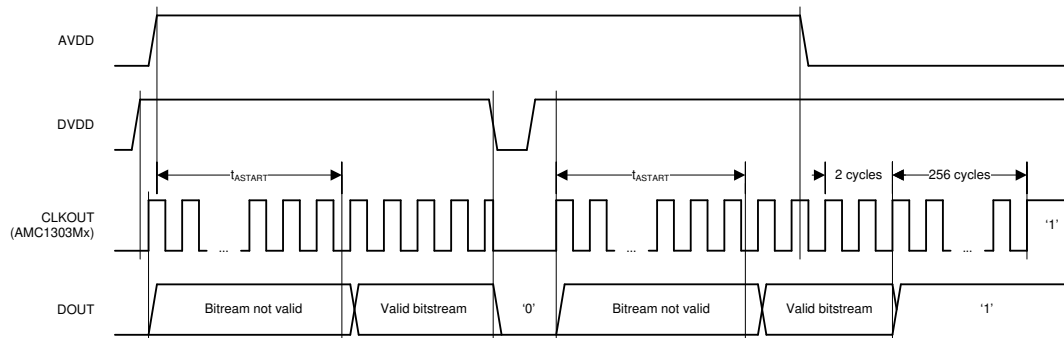 AVDD
DVDD
tASTART
tASTART
2 cycles
256 cycles
CLKOUT
(AMC1303Mx)
...
...
...
'1'
DOUT
Bitream not valid
Valid bitstream
'0'
Bitream not valid
Valid bitstream
'1'